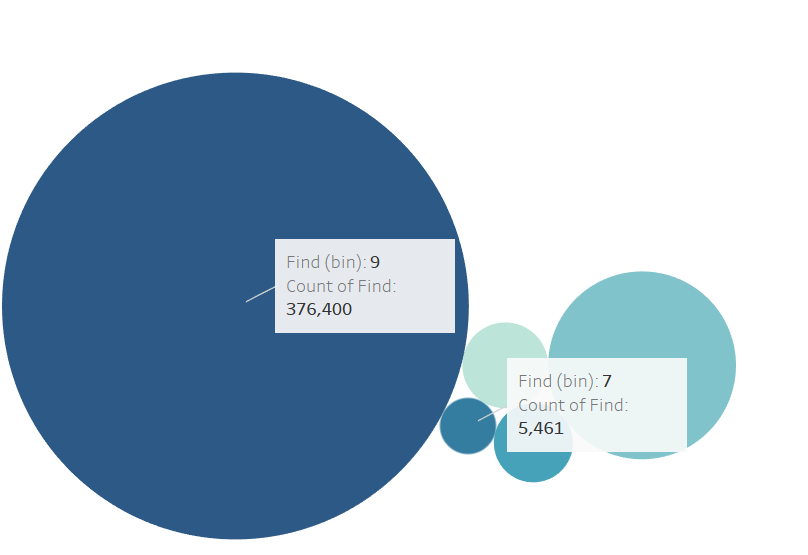 Find (bin): 9
Count of Find:
376,400
Find (bin): 7
Count of Find:
5,461